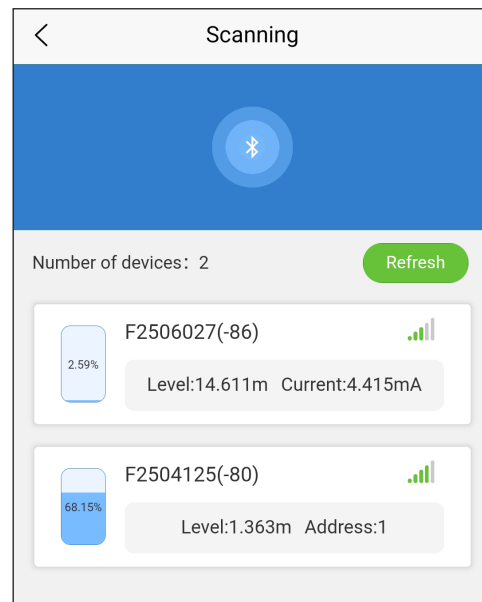 Scanning
Number of devices：2
Refresh
F2506027(-86)
2.59%
Level:14.611m Current:4.415mA
F2504125(-80)
68.15%
Level:1.363m Address:1